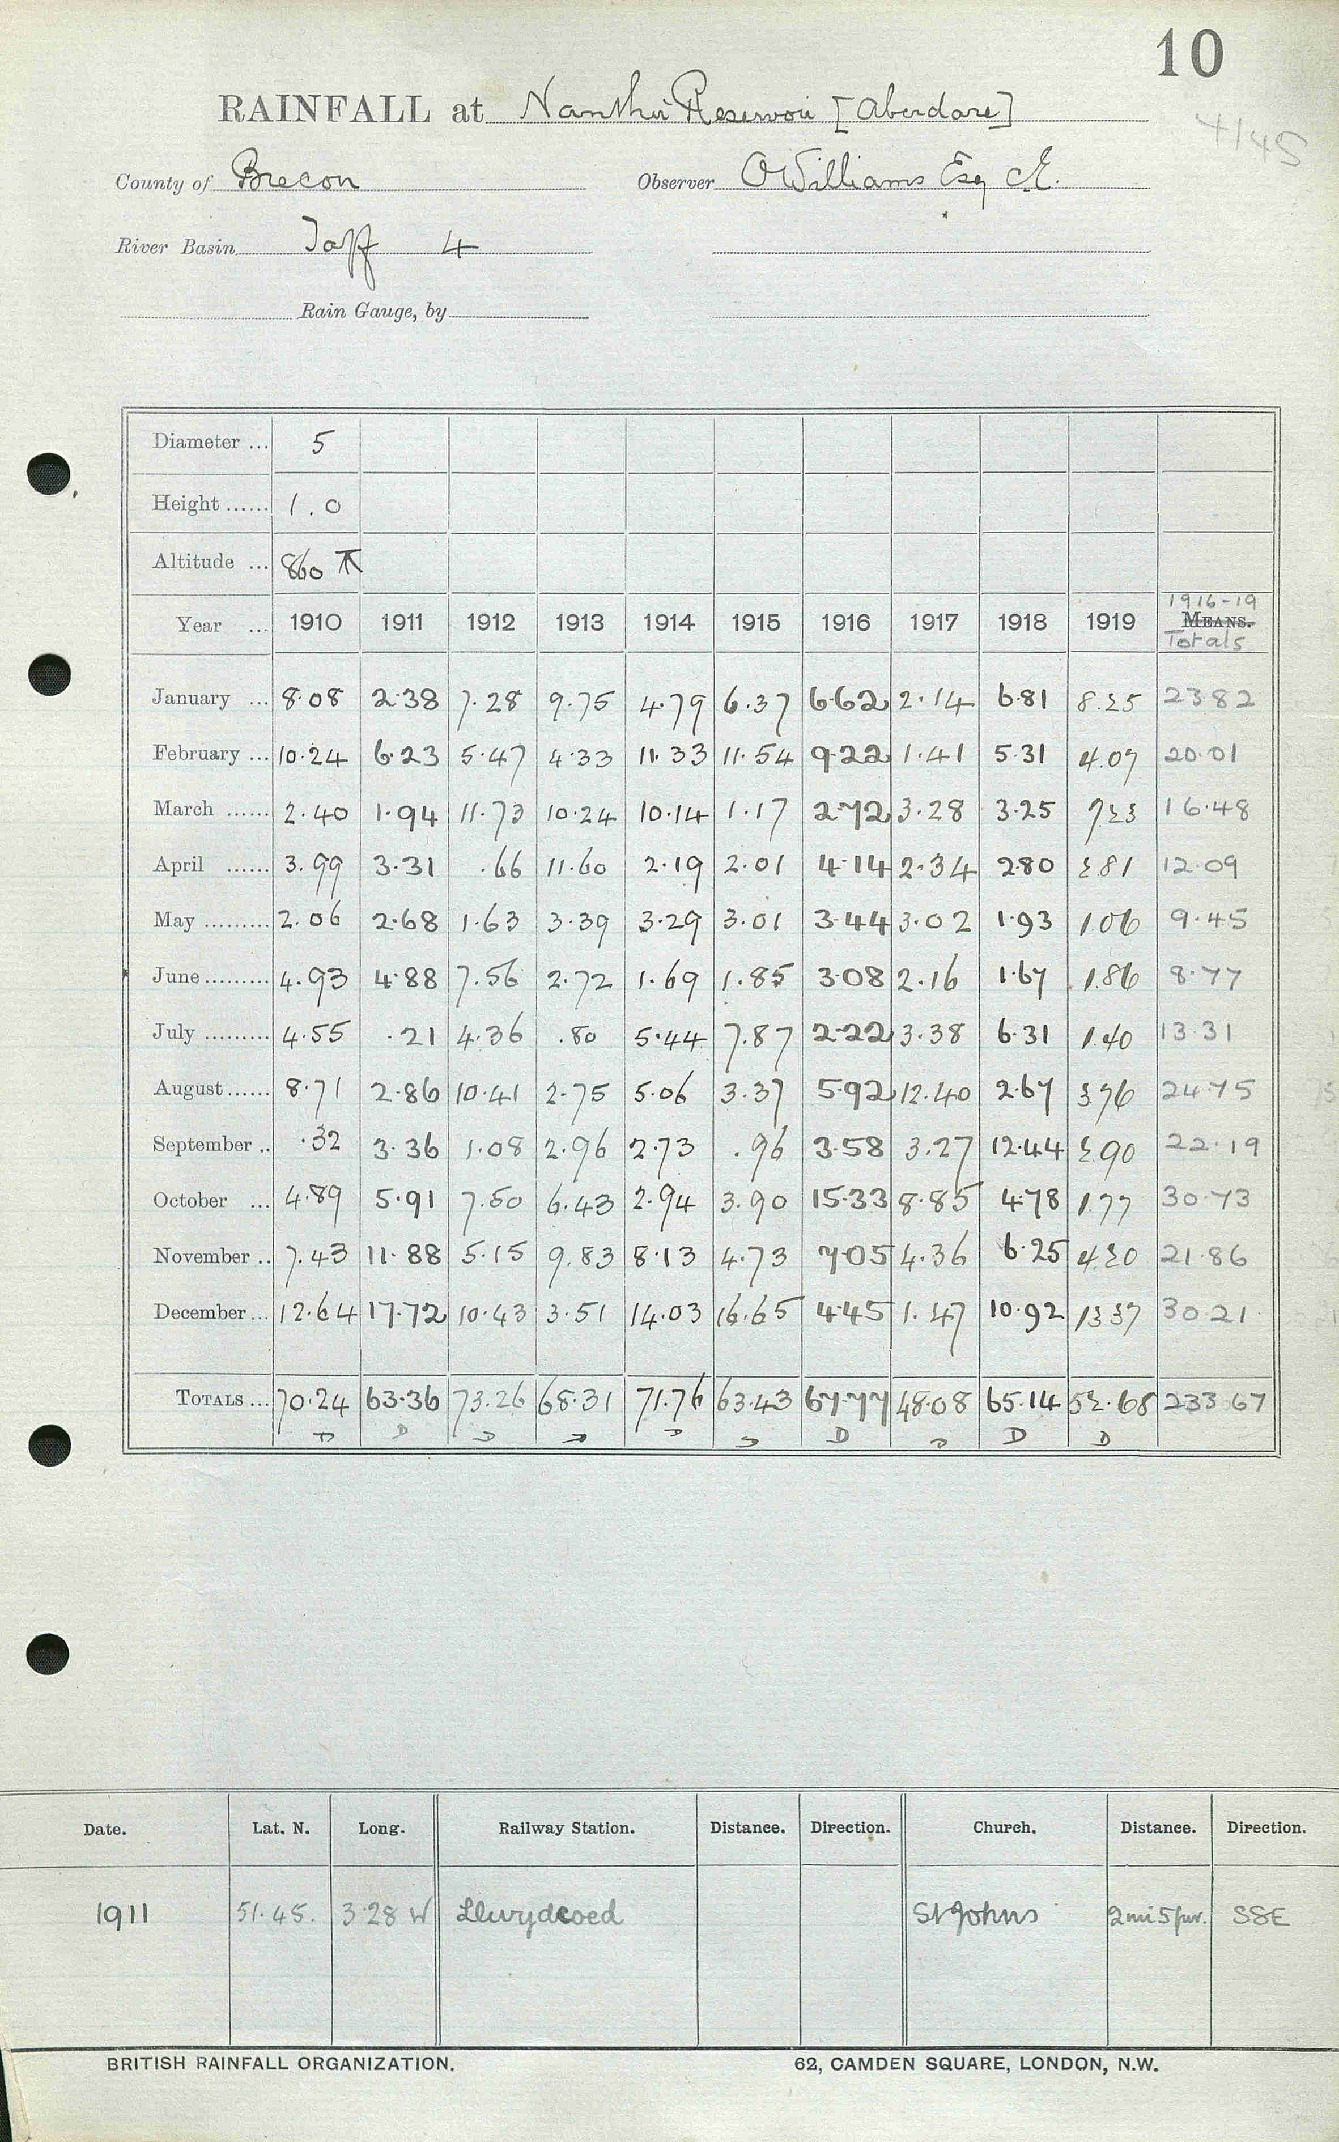 10
RAINFALL at Nanthir Reservoir [Aberdare]
4145
County of Brecon Observer O Williams Esq C.E.
River Basin Taff 4
Rain Gauge, by
Diameter ... 5
Height ...... 1.0
Altitude ... 860
1916-19
Year ... 1910 1911 1912 1913 1914 1915 1916 1917 1918 1919 MEANS.
Totals
January ... 8.08 2.38 7.28 9.75 4.79 6.37 6.62 2.14 6.81 8.25 23.82
February ... 10.24 6.23 5.47 4.33 11.33 11.54 9.22 1.41 5.31 4.07 20.01
March ...... 2.40 1.94 11.73 10.24 10.14 1.17 2.72 3.28 3.25 7.23 16.48
April ...... 3.99 3.31 .66 11.60 2.19 2.01 4.14 2.34 2.80 2.81 12.09
May ......... 2.06 2.68 1.63 3.39 3.29 3.01 3.44 3.02 1.93 1.06 9.45
June ......... 4.93 4.88 7.56 2.72 1.69 1.85 3.08 2.16 1.67 1.86 8.77
July ......... 4.55 .21 4.36 .80 5.44 7.87 2.22 3.38 6.31 1.40 13.31
August ...... 8.71 2.86 10.41 2.75 5.06 3.37 5.92 12.40 2.67 3.76 24.75
September .. .32 3.36 1.08 2.96 2.73 .96 3.58 3.27 12.44 2.90 22.19
October ... 4.89 5.91 7.50 6.43 2.94 3.90 15.33 8.85 4.78 1.77 30.73
November .. 7.43 11.88 5.15 9.83 8.13 4.73 7.05 4.36 6.25 4.20 21.86
December ... 12.64 17.72 10.43 3.51 14.03 16.65 4.45 1.47 10.92 13.37 30.21
TOTALS ... 70.24 63.36 73.26 68.31 71.76 63.43 67.77 48.08 65.14 52.68 233.67
D D D D D D D D D D
Date. Lat. N. Long. Railway Station. Distance. Direction. Church. Distance. Direction.
1911 51.45. 3.28 W Llwydcoed St Johns 2 mi 5 fur. SSE
BRITISH RAINFALL ORGANIZATION. 62, CAMDEN SQUARE, LONDON, N.W.